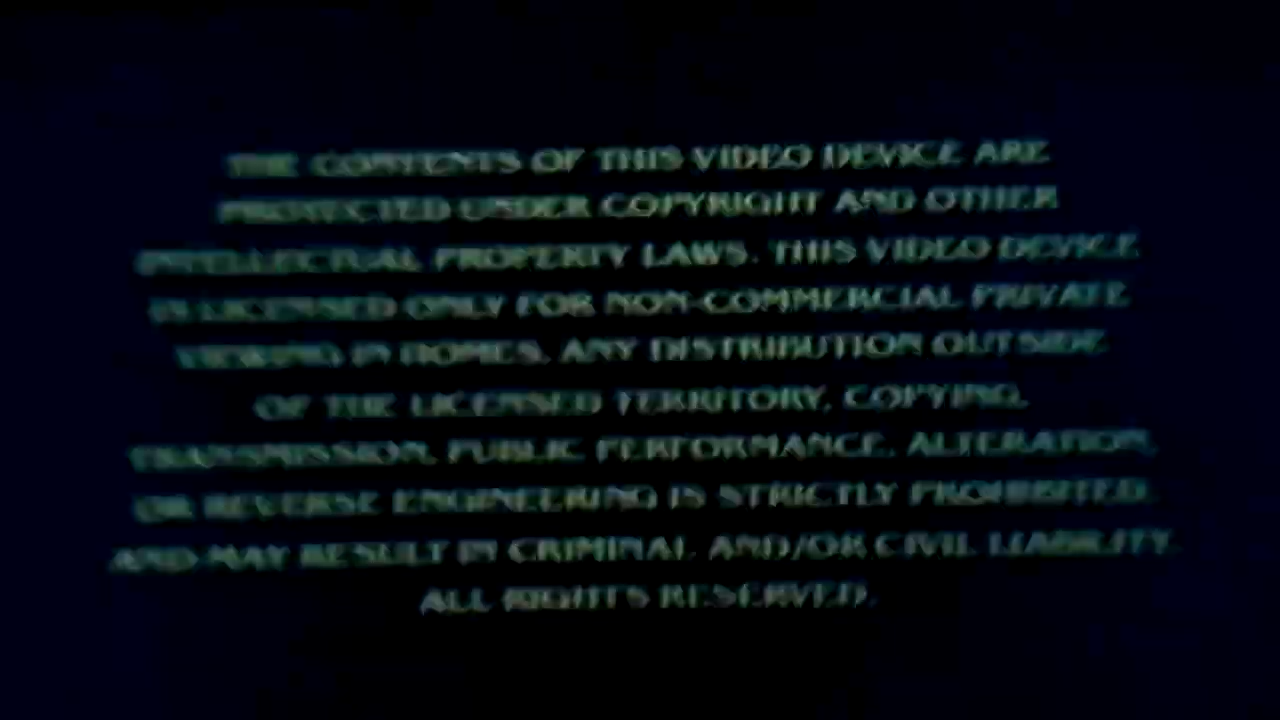 THE CONTENTS OF THIS VIDEO DEVICE ARE
PROTECTED UNDER COPYRIGHT AND OTHER
INTELLECTUAL PROPERTY LAWS. THIS VIDEO DEVICE
IS LICENSED ONLY FOR NON-COMMERCIAL PRIVATE
VIEWING IN HOMES. ANY DISTRIBUTION OUTSIDE
OF THE LICENSED TERRITORY, COPYING,
TRANSMISSION, PUBLIC PERFORMANCE, ALTERATION,
OR REVERSE ENGINEERING IS STRICTLY PROHIBITED,
AND MAY RESULT IN CRIMINAL AND/OR CIVIL LIABILITY.
ALL RIGHTS RESERVED.